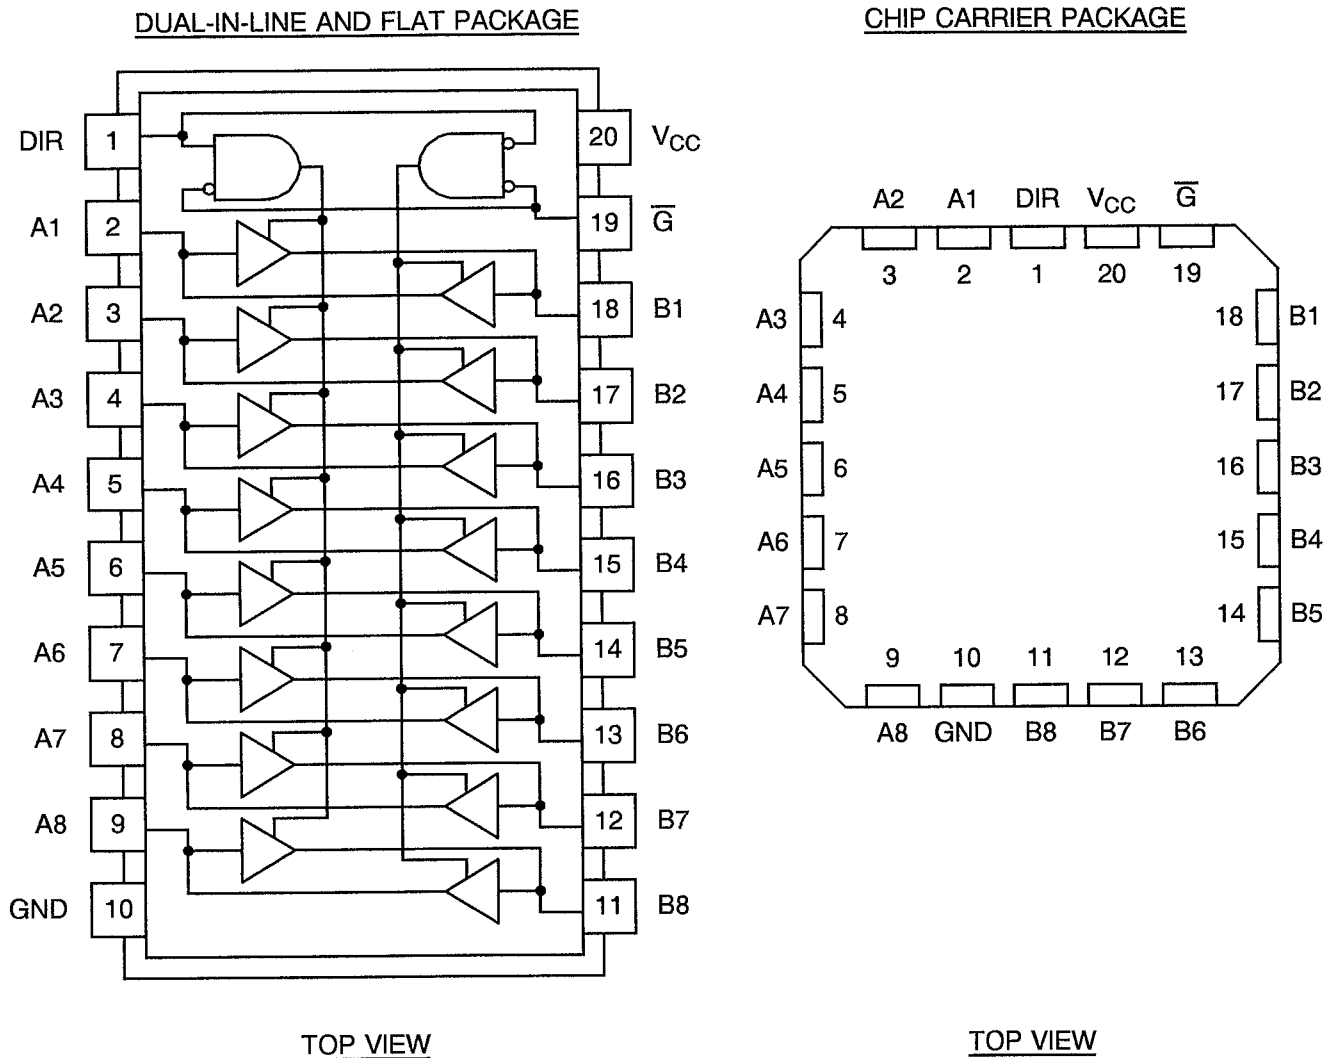 DUAL-IN-LINE AND FLAT PACKAGE
DIR 1 20 VCC
A1 2 19 G̅
A2 3 18 B1
A3 4 17 B2
A4 5 16 B3
A5 6 15 B4
A6 7 14 B5
A7 8 13 B6
A8 9 12 B7
GND 10 11 B8
TOP VIEW
CHIP CARRIER PACKAGE
A2 A1 DIR VCC G̅
3 2 1 20 19
A3 4 18 B1
A4 5 17 B2
A5 6 16 B3
A6 7 15 B4
A7 8 14 B5
9 10 11 12 13
A8 GND B8 B7 B6
TOP VIEW